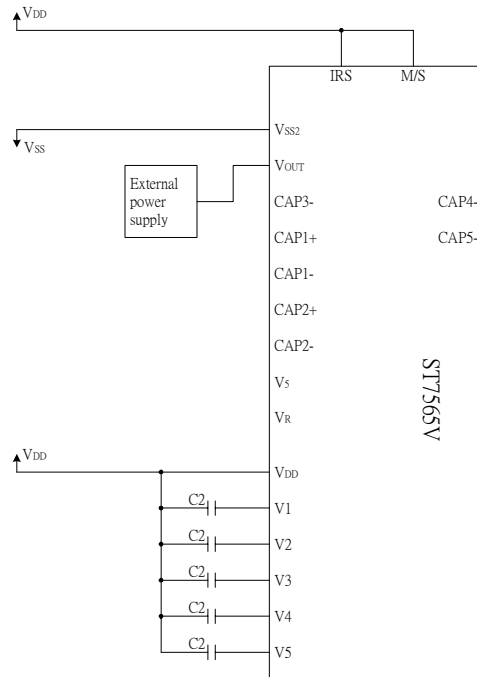 VDD
IRS M/S
VSS2
VSS
VOUT
External
power
supply
CAP3- CAP4-
CAP1+ CAP5-
CAP1-
CAP2+
CAP2-
V5
ST7565V
VR
VDD
VDD
C2 V1
C2 V2
C2 V3
C2 V4
C2 V5